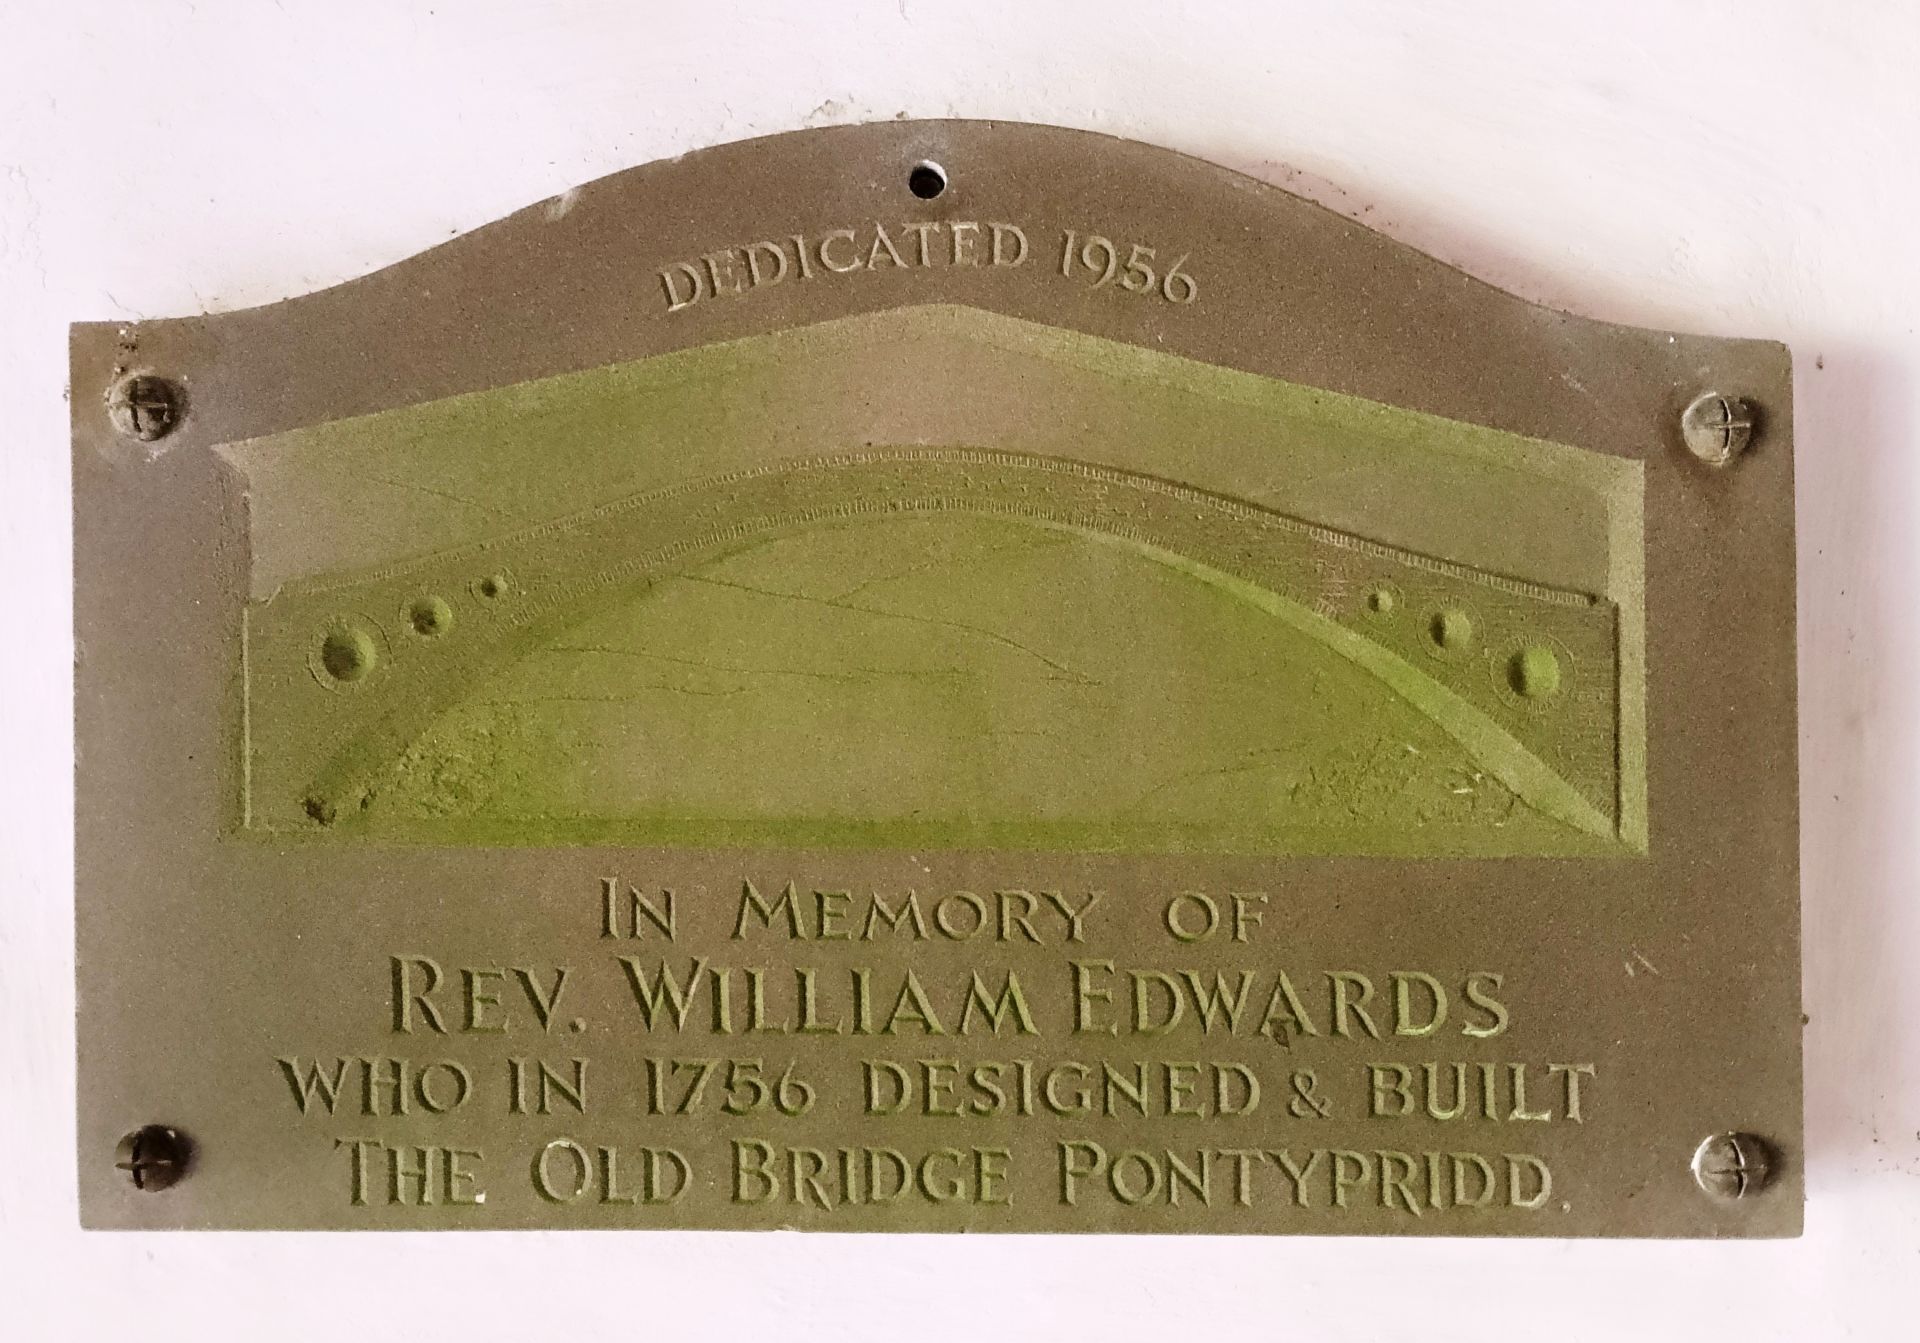 DEDICATED 1956
IN MEMORY OF
REV. WILLIAM EDWARDS
WHO IN 1756 DESIGNED & BUILT
THE OLD BRIDGE PONTYPRIDD.